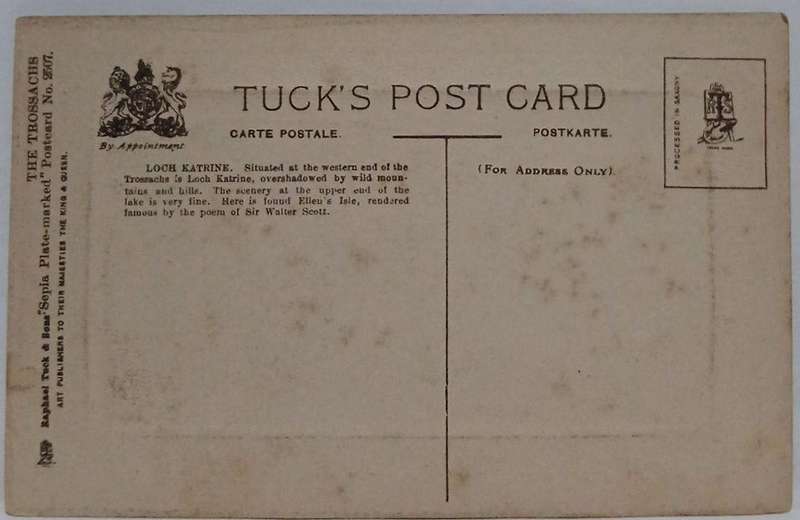 THE TROSSACHS
Raphael Tuck & Sons "Sepia Plate-marked" Postcard No. 2507.
ART PUBLISHERS TO THEIR MAJESTIES THE KING & QUEEN.
By Appointment
TUCK'S POST CARD
CARTE POSTALE.
POSTKARTE.
LOCH KATRINE. Situated at the western end of the
Trossachs is Loch Katrine, overshadowed by wild moun-
tains and hills. The scenery at the upper end of the
lake is very fine. Here is found Ellen's Isle, rendered
famous by the poem of Sir Walter Scott.
(FOR ADDRESS ONLY)
PROCESSED IN SAXONY